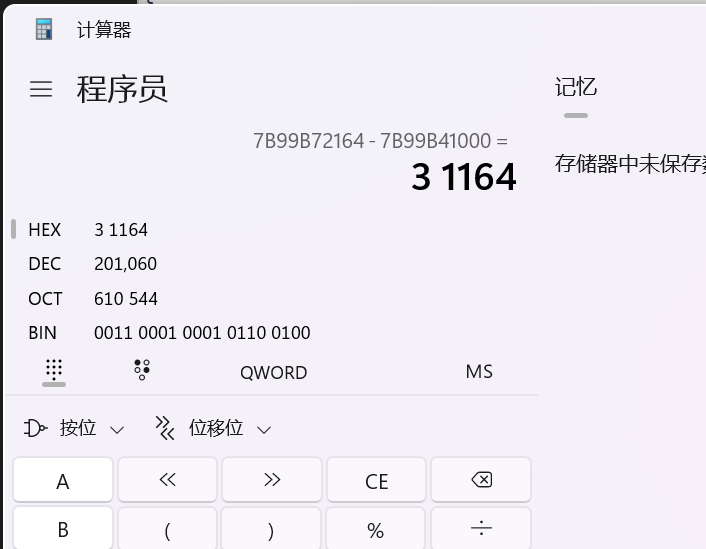 计算器
程序员
记忆
7B99B72164 - 7B99B41000 =
3 1164
存储器中未保存
HEX 3 1164
DEC 201,060
OCT 610 544
BIN 0011 0001 0001 0110 0100
QWORD MS
按位 位移位
A << >> CE
B ( ) % ÷